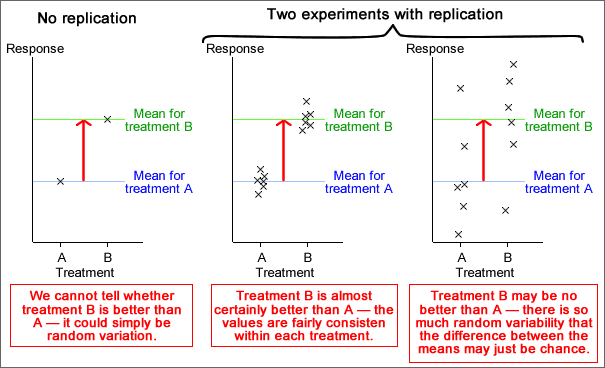 No replication
Two experiments with replication
Response
Mean for
treatment B
Mean for
treatment A
A B
Treatment
We cannot tell whether
treatment B is better than
A — it could simply be
random variation.
Response
Mean for
treatment B
Mean for
treatment A
A B
Treatment
Treatment B is almost
certainly better than A — the
values are fairly consisten
within each treatment.
Response
Mean for
treatment B
Mean for
treatment A
A B
Treatment
Treatment B may be no
better than A — there is so
much random variability that
the difference between the
means may just be chance.